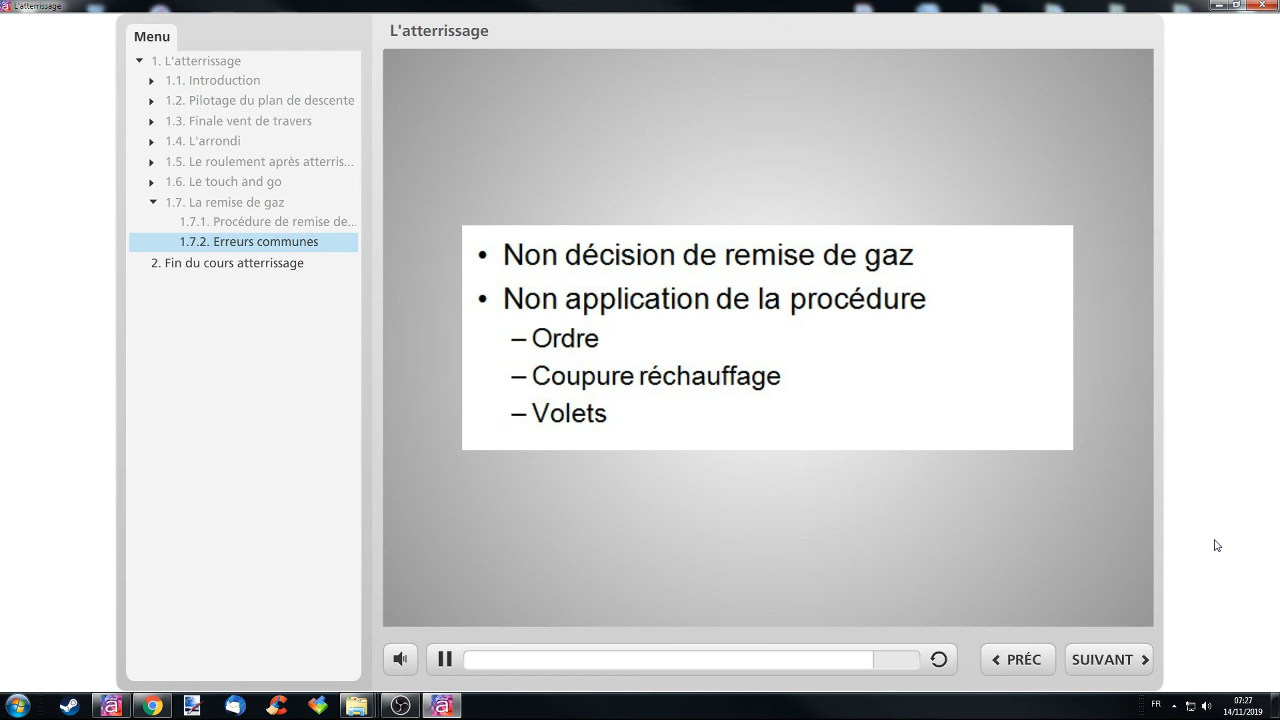 L'atterrissage
Menu
L'atterrissage
1. L'atterrissage
1.1. Introduction
1.2. Pilotage du plan de descente
1.3. Finale vent de travers
1.4. L'arrondi
1.5. Le roulement après atterris...
1.6. Le touch and go
1.7. La remise de gaz
1.7.1. Procédure de remise de...
1.7.2. Erreurs communes
2. Fin du cours atterrissage
• Non décision de remise de gaz
• Non application de la procédure
– Ordre
– Coupure réchauffage
– Volets
PRÉC
SUIVANT
FR
07:27
14/11/2019